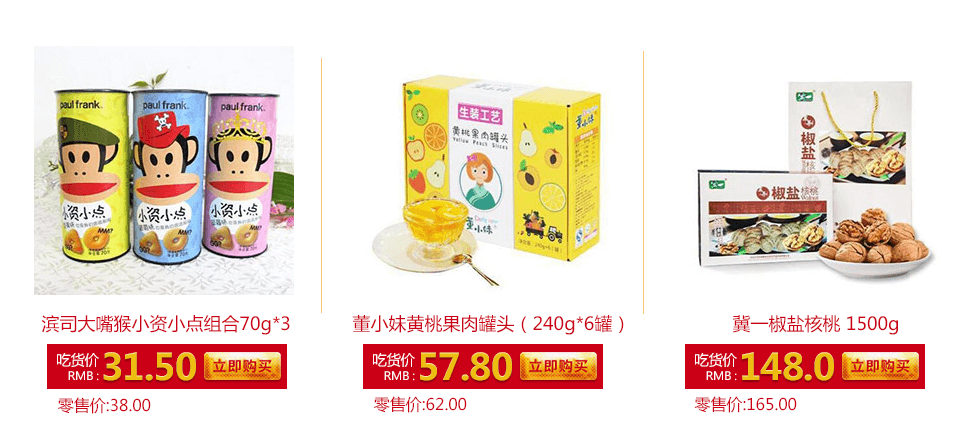 paul frank.
paul frank.
paul frank.
小资小点
小资小点
小资小点
生装工艺
黄桃果肉罐头
Yellow Peach Slices
董小妹
董小妹
椒盐
核桃
椒盐核桃
滨司大嘴猴小资小点组合70g*3
董小妹黄桃果肉罐头（240g*6罐）
冀一椒盐核桃 1500g
吃货价 RMB : 31.50 立即购买
吃货价 RMB : 57.80 立即购买
吃货价 RMB : 148.0 立即购买
零售价:38.00
零售价:62.00
零售价:165.00